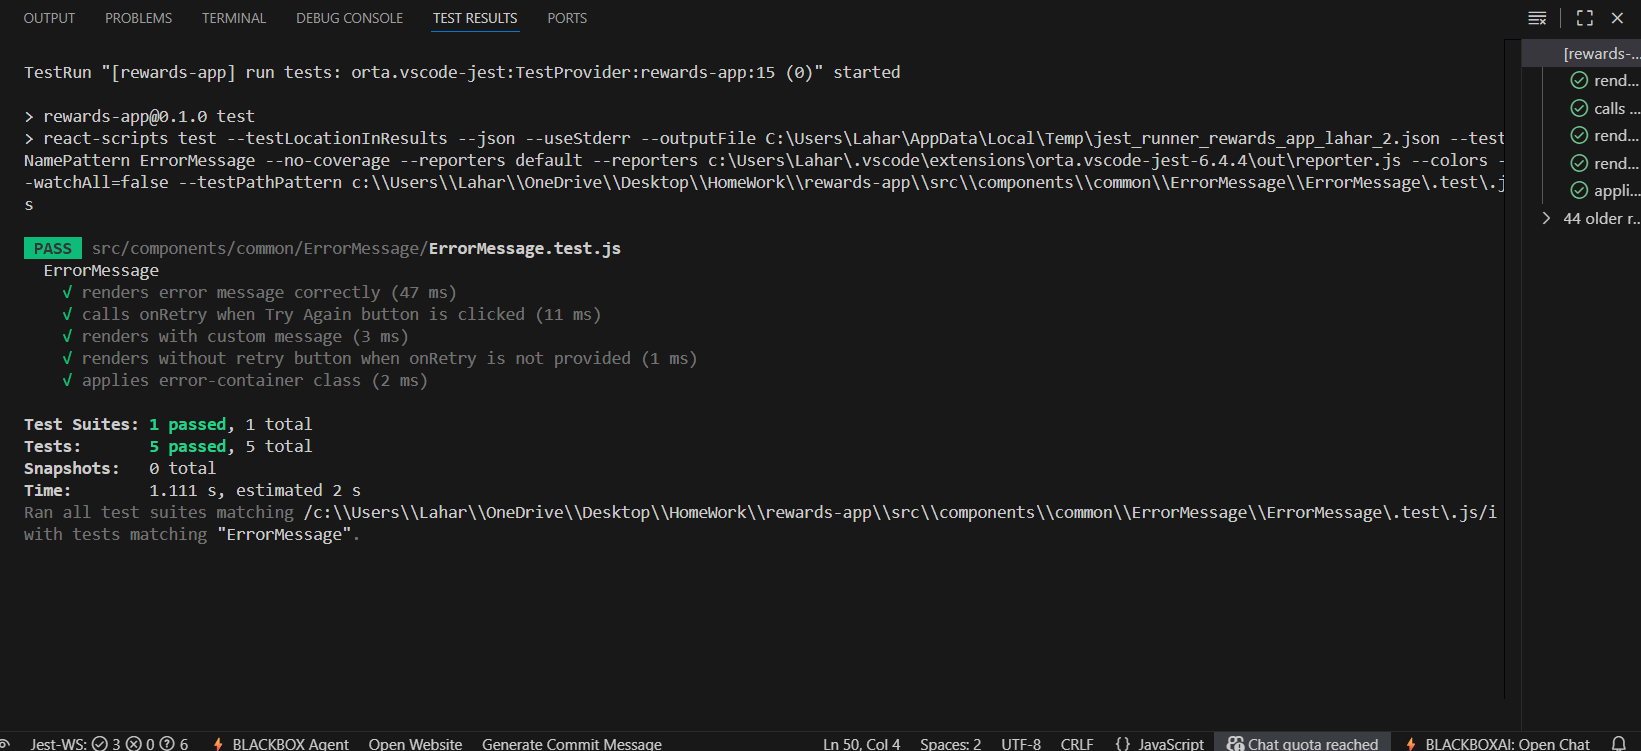 OUTPUT PROBLEMS TERMINAL DEBUG CONSOLE TEST RESULTS PORTS
TestRun "[rewards-app] run tests: orta.vscode-jest:TestProvider:rewards-app:15 (0)" started
> rewards-app@0.1.0 test
> react-scripts test --testLocationInResults --json --useStderr --outputFile C:\Users\Lahar\AppData\Local\Temp\jest_runner_rewards_app_lahar_2.json --test
NamePattern ErrorMessage --no-coverage --reporters default --reporters c:\Users\Lahar\.vscode\extensions\orta.vscode-jest-6.4.4\out\reporter.js --colors -
-watchAll=false --testPathPattern c:\\Users\\Lahar\\OneDrive\\Desktop\\HomeWork\\rewards-app\\src\\components\\common\\ErrorMessage\\ErrorMessage\.test\.j
s
PASS src/components/common/ErrorMessage/ErrorMessage.test.js
ErrorMessage
√ renders error message correctly (47 ms)
√ calls onRetry when Try Again button is clicked (11 ms)
√ renders with custom message (3 ms)
√ renders without retry button when onRetry is not provided (1 ms)
√ applies error-container class (2 ms)
Test Suites: 1 passed, 1 total
Tests: 5 passed, 5 total
Snapshots: 0 total
Time: 1.111 s, estimated 2 s
Ran all test suites matching /c:\\Users\\Lahar\\OneDrive\\Desktop\\HomeWork\\rewards-app\\src\\components\\common\\ErrorMessage\\ErrorMessage\.test\.js/i
with tests matching "ErrorMessage".
[rewards-...
rend...
calls ...
rend...
rend...
appli...
44 older r...
Jest-WS: 3 0 6 BLACKBOX Agent Open Website Generate Commit Message Ln 50, Col 4 Spaces: 2 UTF-8 CRLF {} JavaScript Chat quota reached BLACKBOXAI: Open Chat